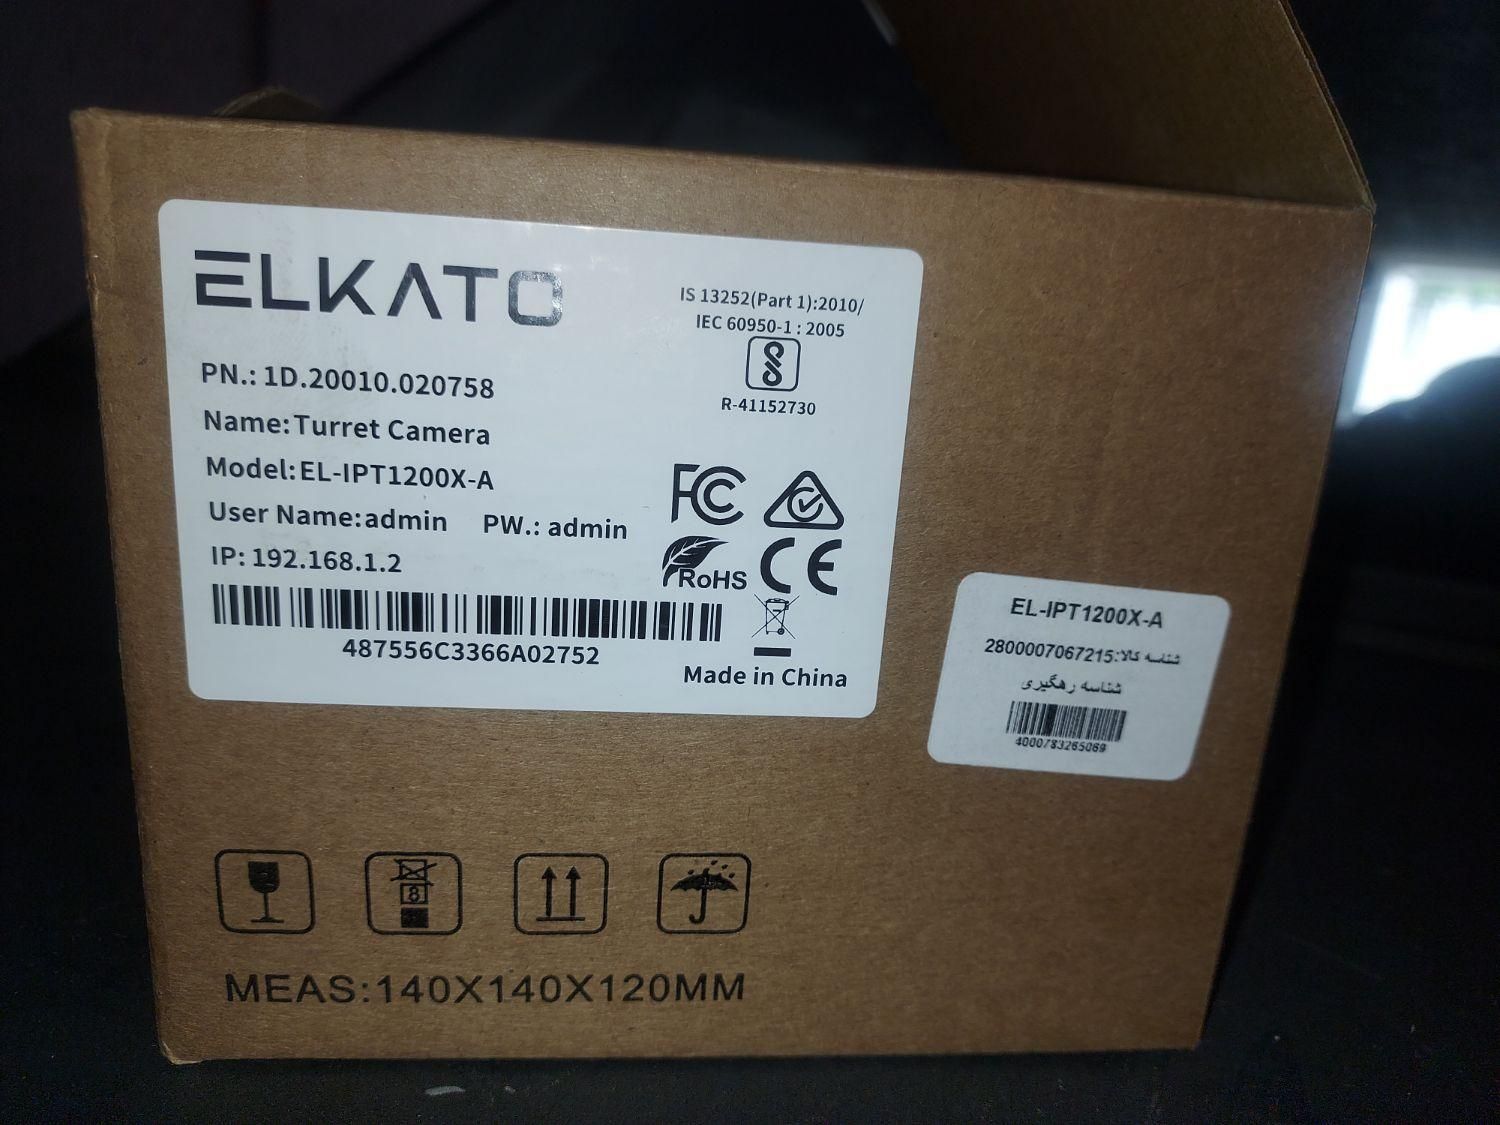 ELKATO
IS 13252(Part 1):2010/
IEC 60950-1 : 2005
R-41152730
PN.: 1D.20010.020758
Name:Turret Camera
Model:EL-IPT1200X-A
User Name:admin PW.: admin
IP: 192.168.1.2
FC
RoHS
CE
487556C3366A02752
Made in China
EL-IPT1200X-A
شناسه کالا:2800007067215
شناسه رهگیری
4000783265069
8
MEAS:140X140X120MM